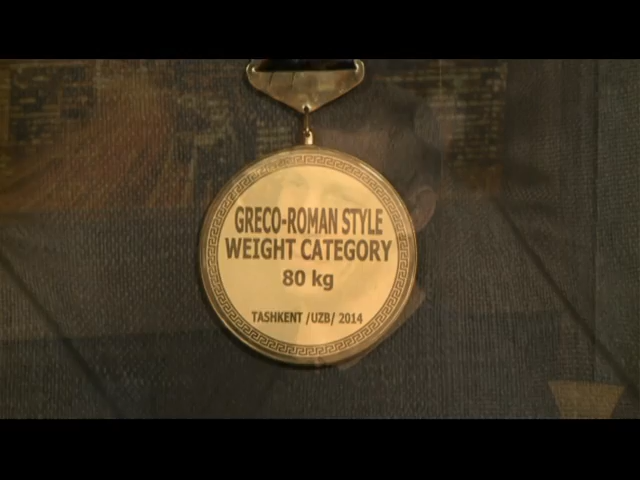 GRECO-ROMAN STYLE
WEIGHT CATEGORY
80 kg
TASHKENT /UZB/ 2014